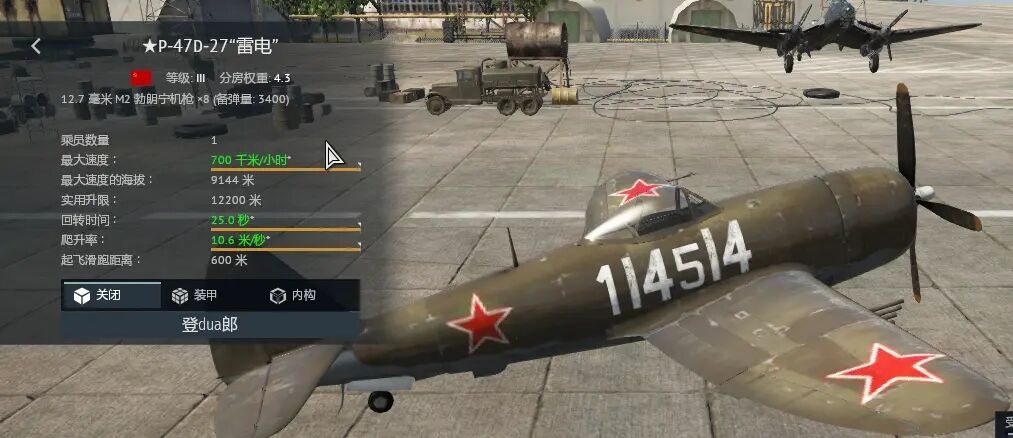 ★P-47D-27“雷电”
等级: III 分房权重: 4.3
12.7 毫米 M2 勃朗宁机枪 ×8 (备弹量: 3400)
乘员数量 1
最大速度： 700 千米/小时*
最大速度的海拔： 9144 米
实用升限： 12200 米
回转时间： 25.0 秒*
爬升率： 10.6 米/秒*
起飞滑跑距离： 600 米
关闭 装甲 内构
登dua郎
114514